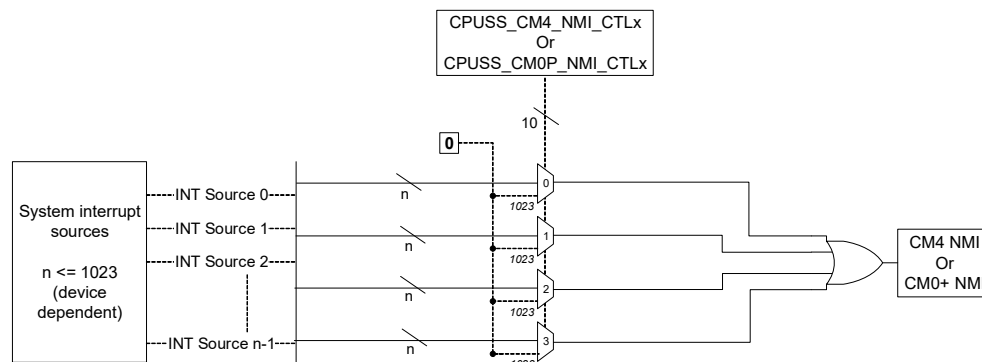 CPUSS_CM4_NMI_CTLx
Or
CPUSS_CM0P_NMI_CTLx
10
0
System interrupt
sources
n <= 1023
(device
dependent)
INT Source 0
INT Source 1
INT Source 2
INT Source n-1
n
0
1023
n
1
1023
n
2
1023
n
3
CM4 NMI
Or
CM0+ NMI